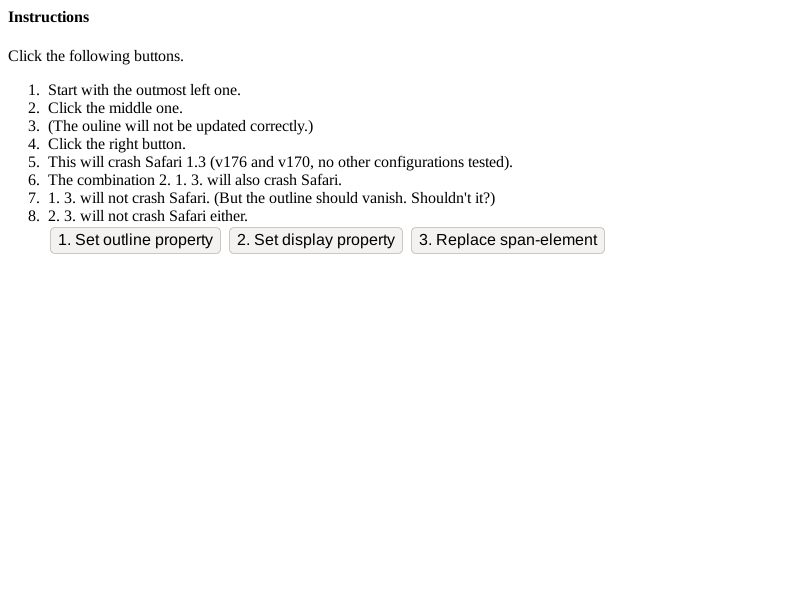 Instructions
Click the following buttons.
1. Start with the outmost left one.
2. Click the middle one.
3. (The ouline will not be updated correctly.)
4. Click the right button.
5. This will crash Safari 1.3 (v176 and v170, no other configurations tested).
6. The combination 2. 1. 3. will also crash Safari.
7. 1. 3. will not crash Safari. (But the outline should vanish. Shouldn't it?)
8. 2. 3. will not crash Safari either.
1. Set outline property 2. Set display property 3. Replace span-element